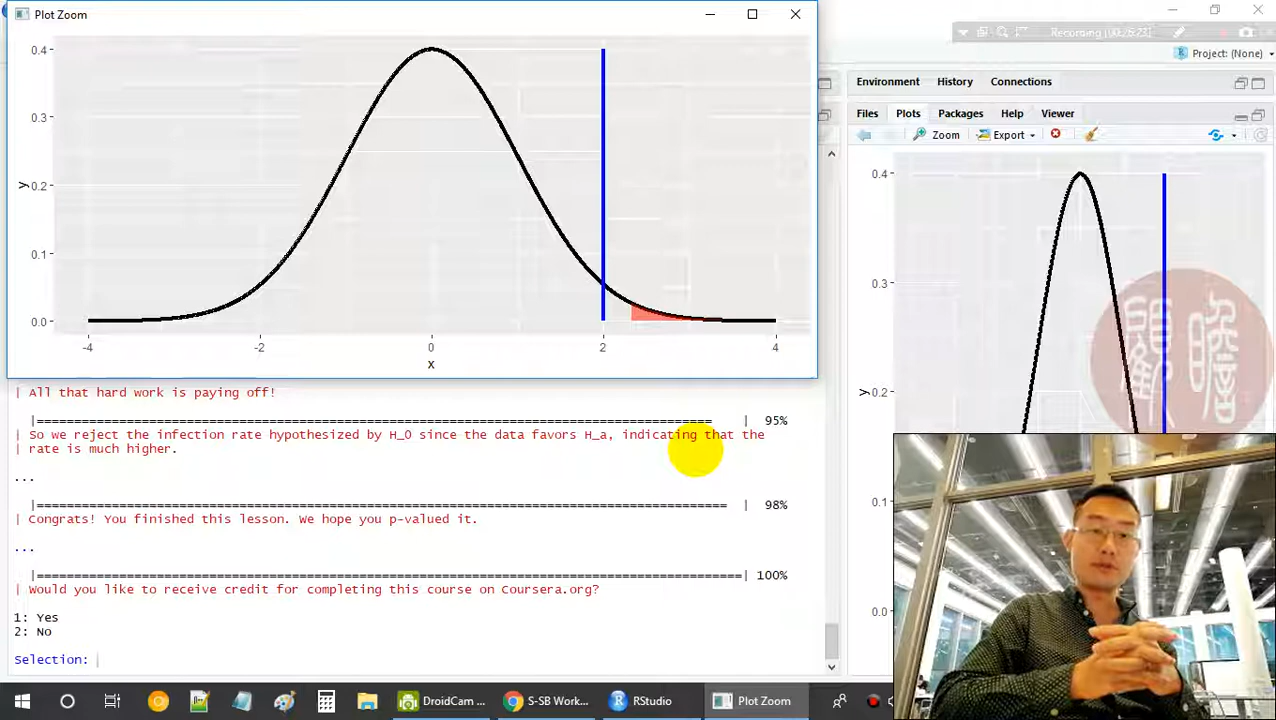 Plot Zoom
Recording [00:26:23]
Project: (None)
Environment
History
Connections
Files
Plots
Packages
Help
Viewer
Zoom
Export
0.4
0.3
0.2
0.1
0.0
y
-4
-2
0
2
4
x
0.4
0.3
0.2
0.1
0.0
y
| All that hard work is paying off!
|==========================================================================================| 95%
| So we reject the infection rate hypothesized by H_0 since the data favors H_a, indicating that the
| rate is much higher.
...
|============================================================================================| 98%
| Congrats! You finished this lesson. We hope you p-valued it.
...
|==============================================================================================| 100%
| Would you like to receive credit for completing this course on Coursera.org?
1: Yes
2: No
Selection:
DroidCam ...
S-SB Work...
RStudio
Plot Zoom